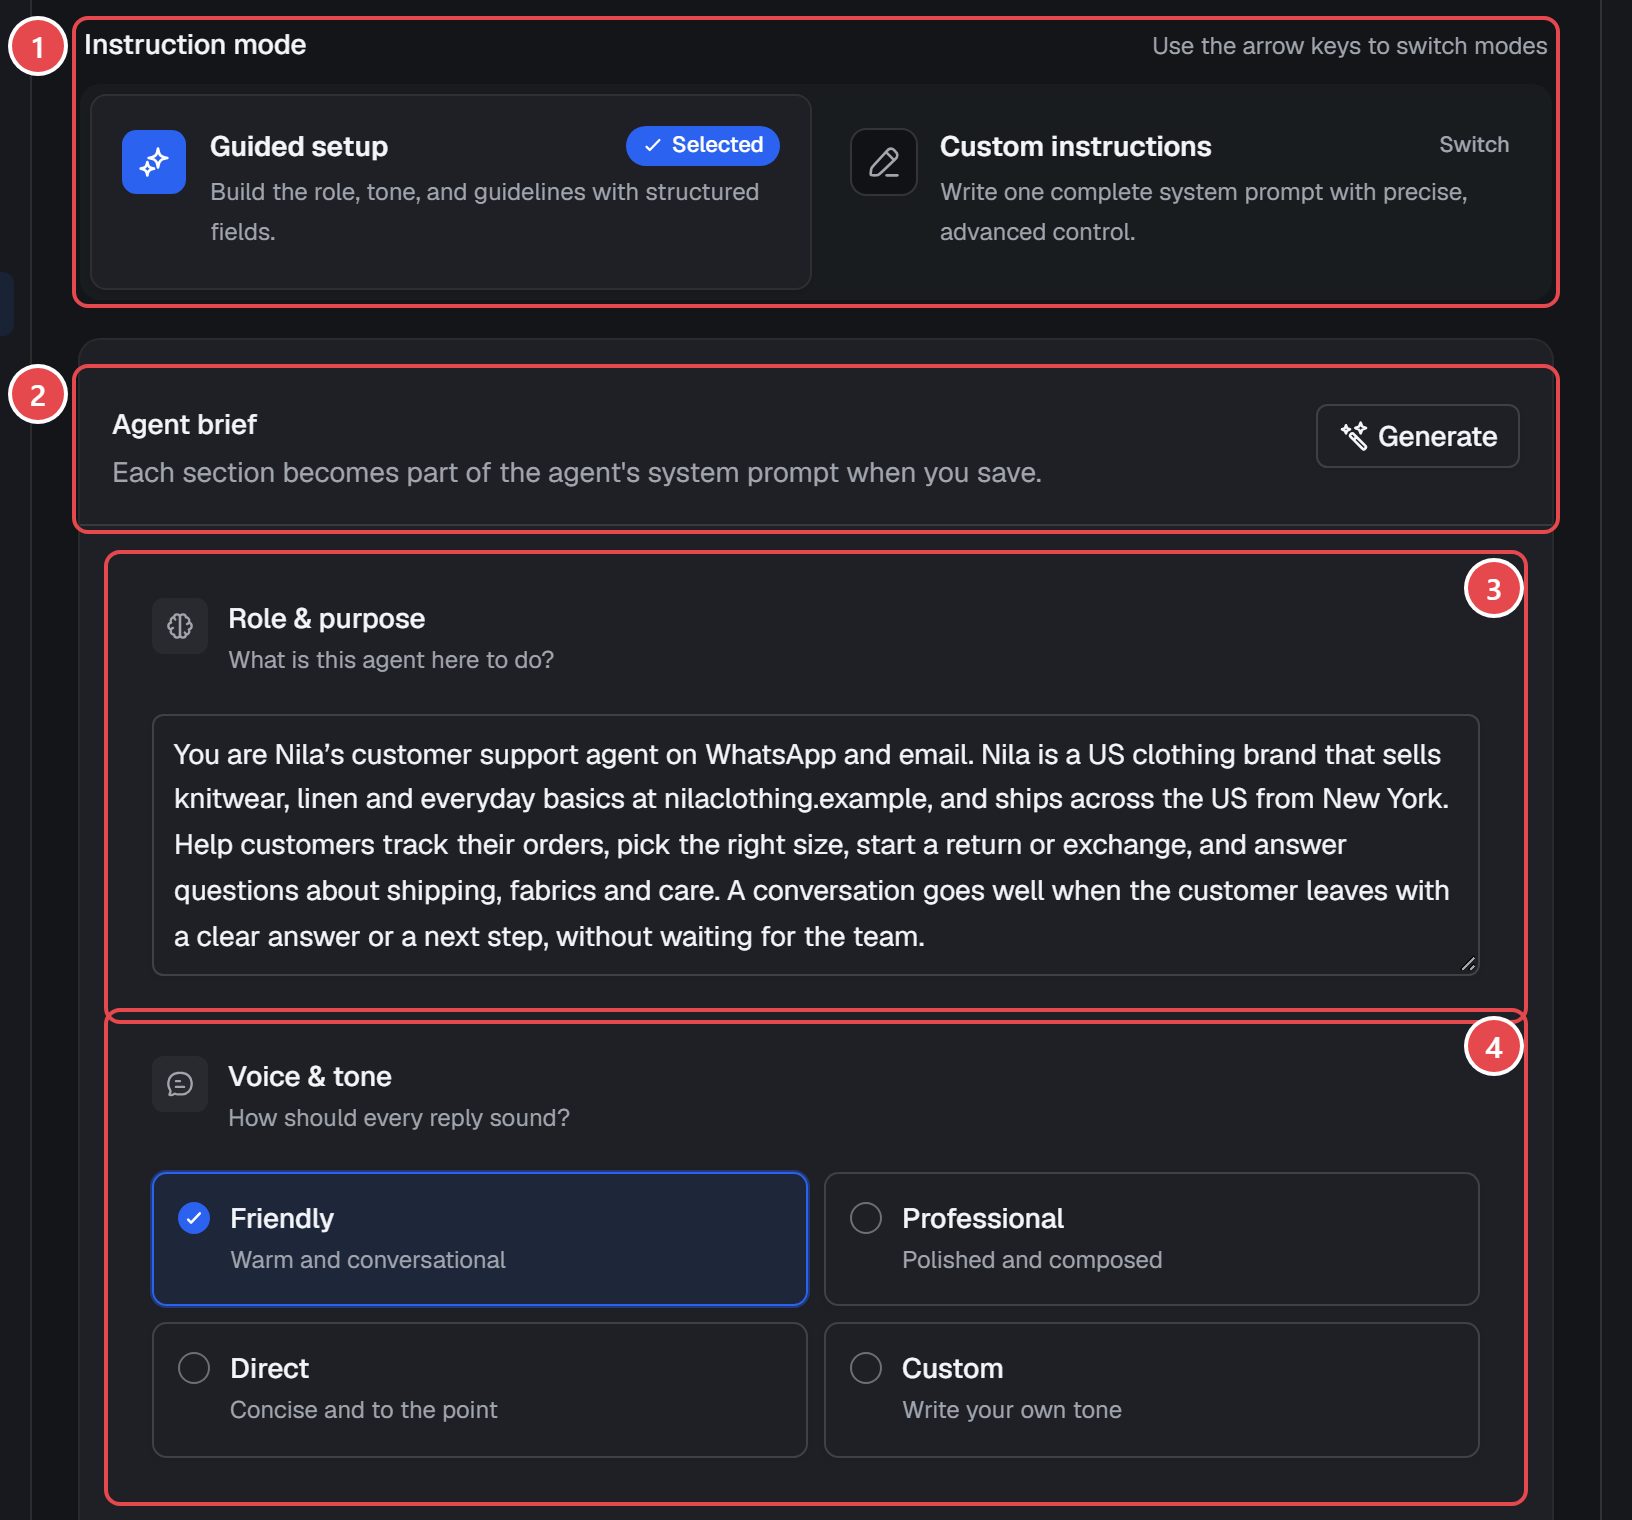 1
Instruction mode
Use the arrow keys to switch modes
Guided setup
Selected
Build the role, tone, and guidelines with structured
fields.
Custom instructions
Switch
Write one complete system prompt with precise,
advanced control.
2
Agent brief
Each section becomes part of the agent's system prompt when you save.
Generate
3
Role & purpose
What is this agent here to do?
You are Nila’s customer support agent on WhatsApp and email. Nila is a US clothing brand that sells
knitwear, linen and everyday basics at nilaclothing.example, and ships across the US from New York.
Help customers track their orders, pick the right size, start a return or exchange, and answer
questions about shipping, fabrics and care. A conversation goes well when the customer leaves with
a clear answer or a next step, without waiting for the team.
4
Voice & tone
How should every reply sound?
Friendly
Warm and conversational
Professional
Polished and composed
Direct
Concise and to the point
Custom
Write your own tone